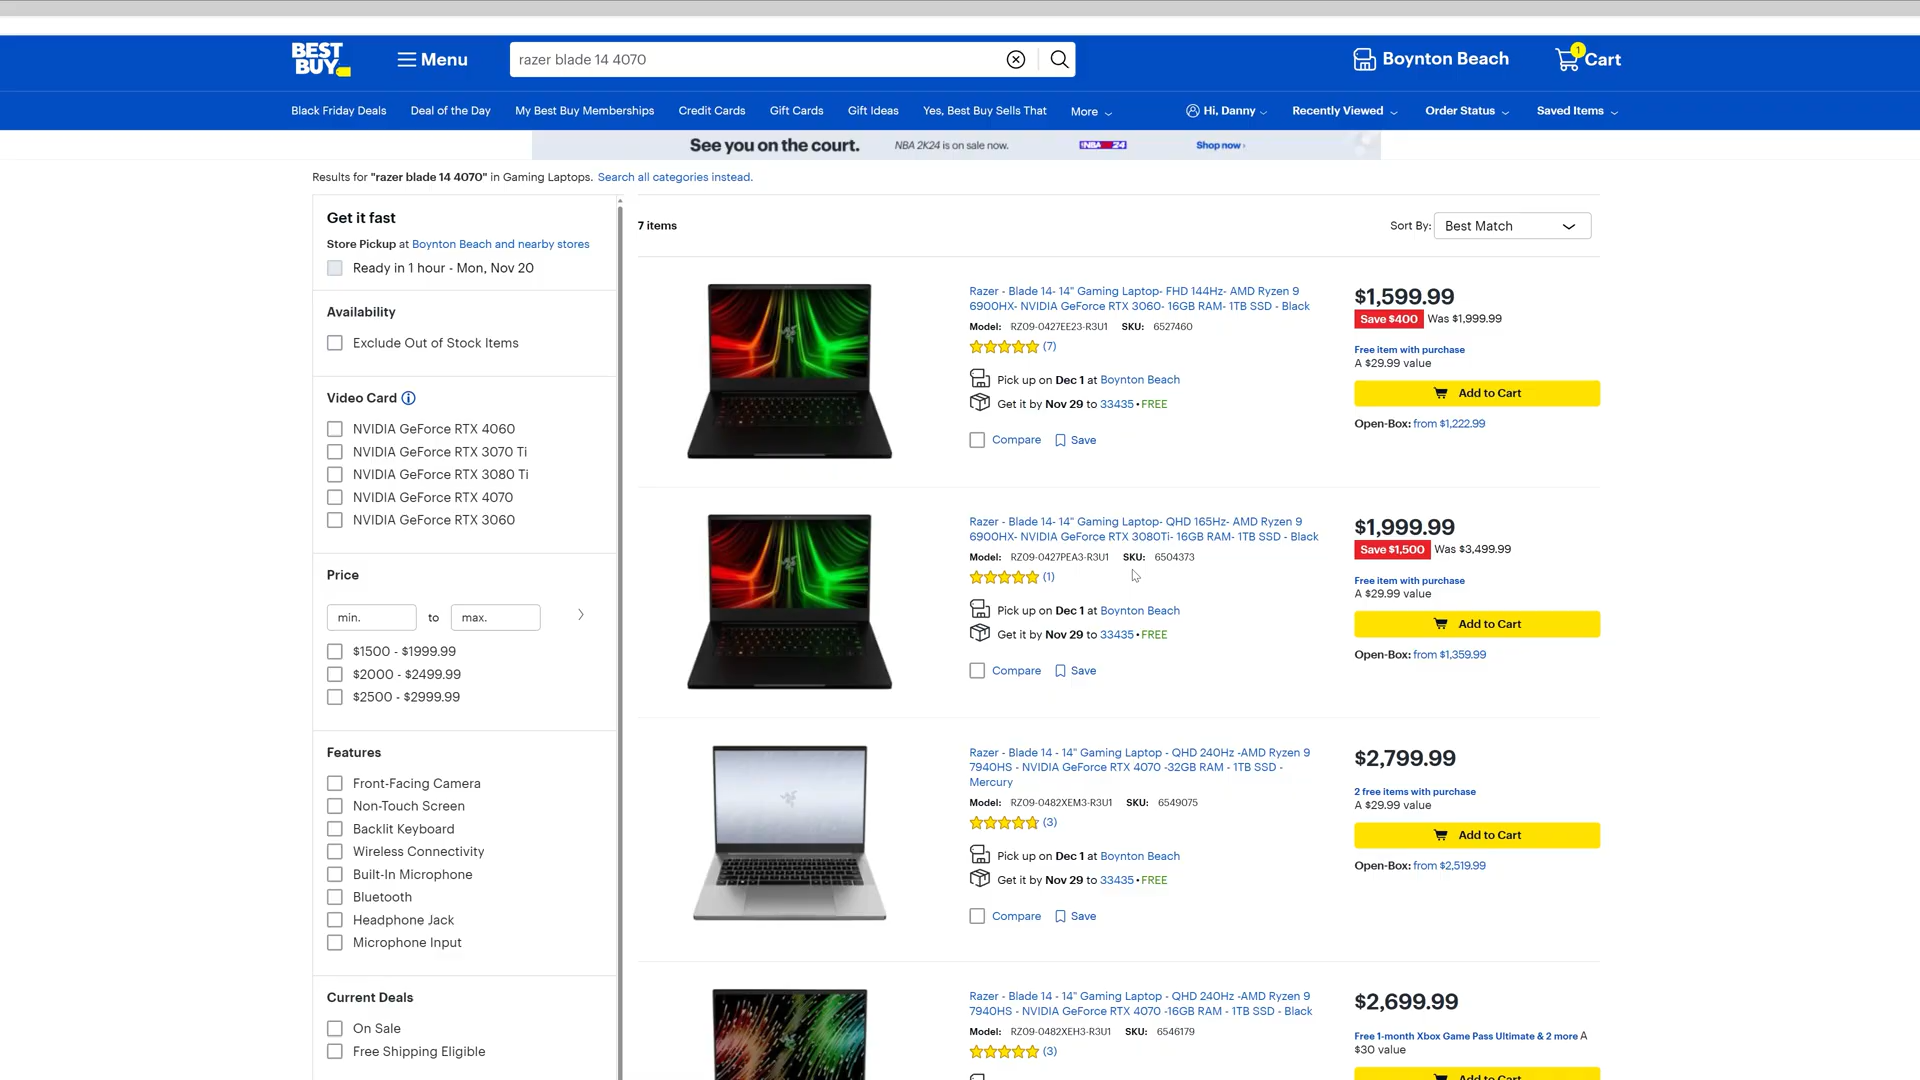 BEST
BUY
Menu
razer blade 14 4070
Boynton Beach
1
Cart
Black Friday Deals
Deal of the Day
My Best Buy Memberships
Credit Cards
Gift Cards
Gift Ideas
Yes, Best Buy Sells That
More
Hi, Danny
Recently Viewed
Order Status
Saved Items
See you on the court.
NBA 2K24 is on sale now.
Shop now
Results for "razer blade 14 4070" in Gaming Laptops. Search all categories instead.
Get it fast
Store Pickup at Boynton Beach and nearby stores
Ready in 1 hour - Mon, Nov 20
Availability
Exclude Out of Stock Items
Video Card
NVIDIA GeForce RTX 4060
NVIDIA GeForce RTX 3070 Ti
NVIDIA GeForce RTX 3080 Ti
NVIDIA GeForce RTX 4070
NVIDIA GeForce RTX 3060
Price
min. to max.
$1500 - $1999.99
$2000 - $2499.99
$2500 - $2999.99
Features
Front-Facing Camera
Non-Touch Screen
Backlit Keyboard
Wireless Connectivity
Built-In Microphone
Bluetooth
Headphone Jack
Microphone Input
Current Deals
On Sale
Free Shipping Eligible
7 items
Sort By: Best Match
Razer - Blade 14- 14" Gaming Laptop- FHD 144Hz- AMD Ryzen 9
6900HX- NVIDIA GeForce RTX 3060- 16GB RAM- 1TB SSD - Black
Model: RZ09-0427EE23-R3U1 SKU: 6527460
(7)
Pick up on Dec 1 at Boynton Beach
Get it by Nov 29 to 33435 • FREE
Compare Save
$1,599.99
Save $400 Was $1,999.99
Free item with purchase
A $29.99 value
Add to Cart
Open-Box: from $1,222.99
Razer - Blade 14- 14" Gaming Laptop- QHD 165Hz- AMD Ryzen 9
6900HX- NVIDIA GeForce RTX 3080Ti- 16GB RAM- 1TB SSD - Black
Model: RZ09-0427PEA3-R3U1 SKU: 6504373
(1)
Pick up on Dec 1 at Boynton Beach
Get it by Nov 29 to 33435 • FREE
Compare Save
$1,999.99
Save $1,500 Was $3,499.99
Free item with purchase
A $29.99 value
Add to Cart
Open-Box: from $1,359.99
Razer - Blade 14 - 14" Gaming Laptop - QHD 240Hz -AMD Ryzen 9
7940HS - NVIDIA GeForce RTX 4070 -32GB RAM - 1TB SSD -
Mercury
Model: RZ09-0482XEM3-R3U1 SKU: 6549075
(3)
Pick up on Dec 1 at Boynton Beach
Get it by Nov 29 to 33435 • FREE
Compare Save
$2,799.99
2 free items with purchase
A $29.99 value
Add to Cart
Open-Box: from $2,519.99
Razer - Blade 14 - 14" Gaming Laptop - QHD 240Hz -AMD Ryzen 9
7940HS - NVIDIA GeForce RTX 4070 -16GB RAM - 1TB SSD - Black
Model: RZ09-0482XEH3-R3U1 SKU: 6546179
(3)
$2,699.99
Free 1-month Xbox Game Pass Ultimate & 2 more A
$30 value
Add to Cart